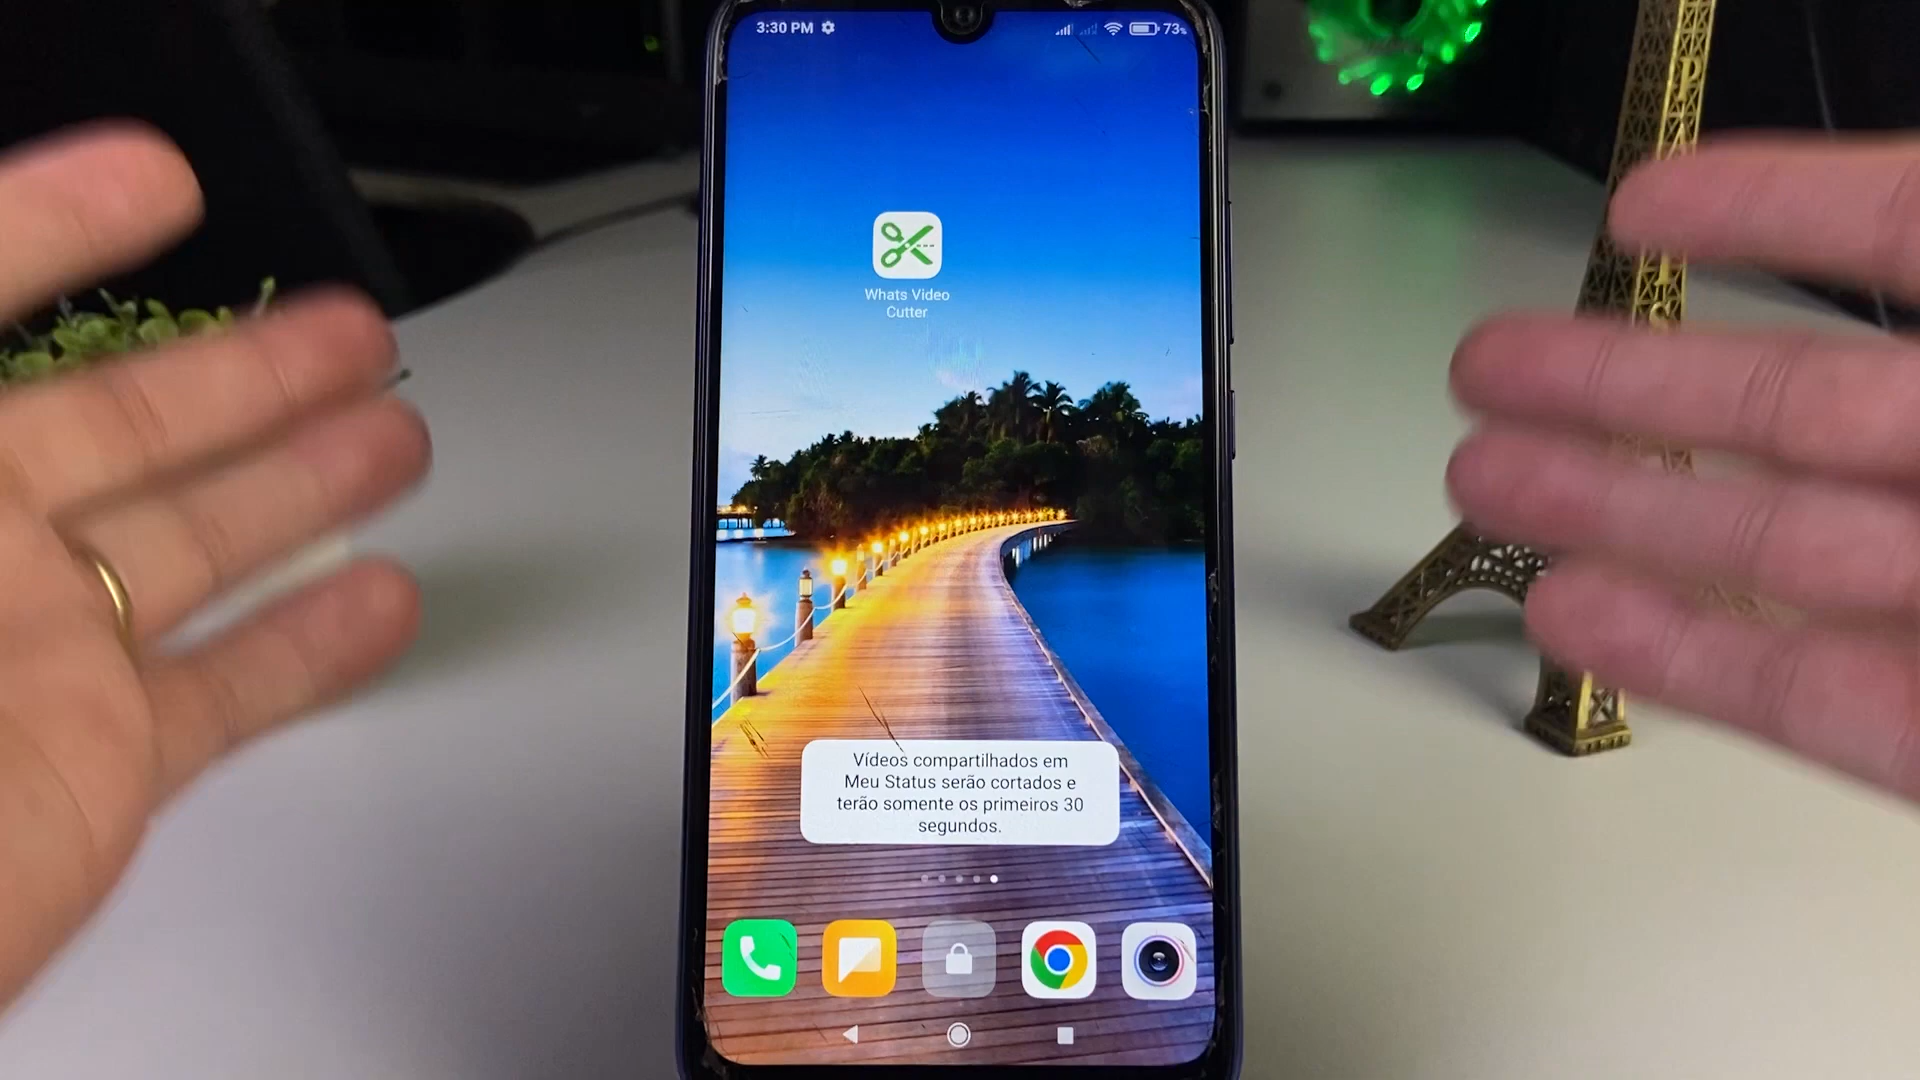 3:30 PM
73%
Whats Video
Cutter
Vídeos compartilhados em
Meu Status serão cortados e
terão somente os primeiros 30
segundos.
P
S